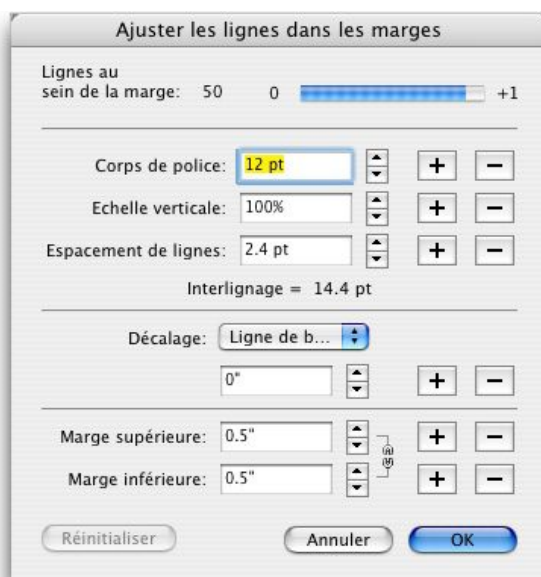 Ajuster les lignes dans les marges
Lignes au
sein de la marge: 50 0 +1
Corps de police: 12 pt + −
Echelle verticale: 100% + −
Espacement de lignes: 2.4 pt + −
Interlignage = 14.4 pt
Décalage: Ligne de b...
0" + −
Marge supérieure: 0.5" + −
Marge inférieure: 0.5" + −
Réinitialiser Annuler OK